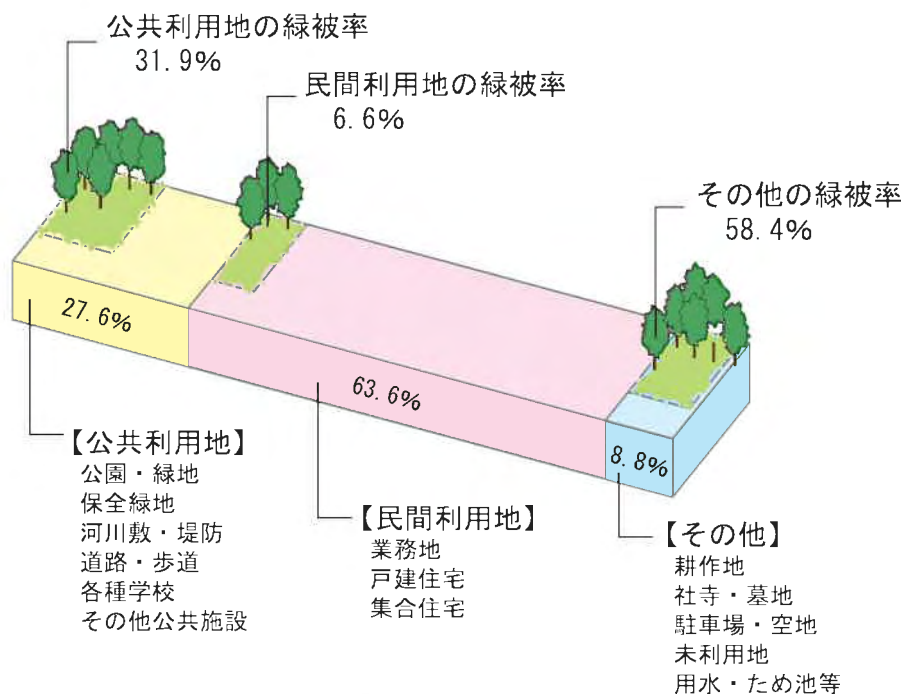 公共利用地の緑被率
31.9%
民間利用地の緑被率
6.6%
その他の緑被率
58.4%
27.6%
63.6%
8.8%
【公共利用地】
公園・緑地
保全緑地
河川敷・堤防
道路・歩道
各種学校
その他公共施設
【民間利用地】
業務地
戸建住宅
集合住宅
【その他】
耕作地
社寺・墓地
駐車場・空地
未利用地
用水・ため池等